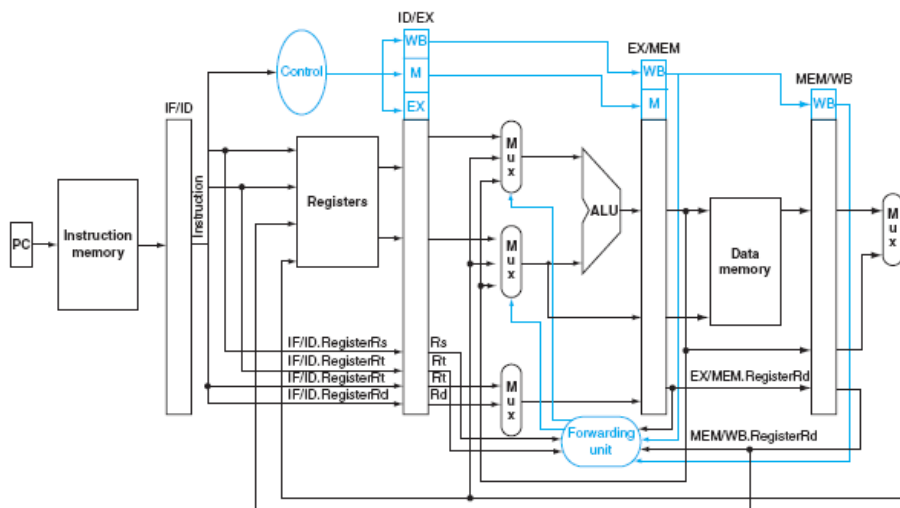 ID/EX
WB
EX/MEM
Control
M
WB
MEM/WB
IF/ID
EX
M
WB
M
u
x
Registers
Instruction
ALU
M
u
x
PC
Instruction
memory
M
u
x
Data
memory
IF/ID.RegisterRs
Rs
IF/ID.RegisterRt
Rt
IF/ID.RegisterRt
Rt
IF/ID.RegisterRd
Rd
M
u
x
EX/MEM.RegisterRd
Forwarding
unit
MEM/WB.RegisterRd